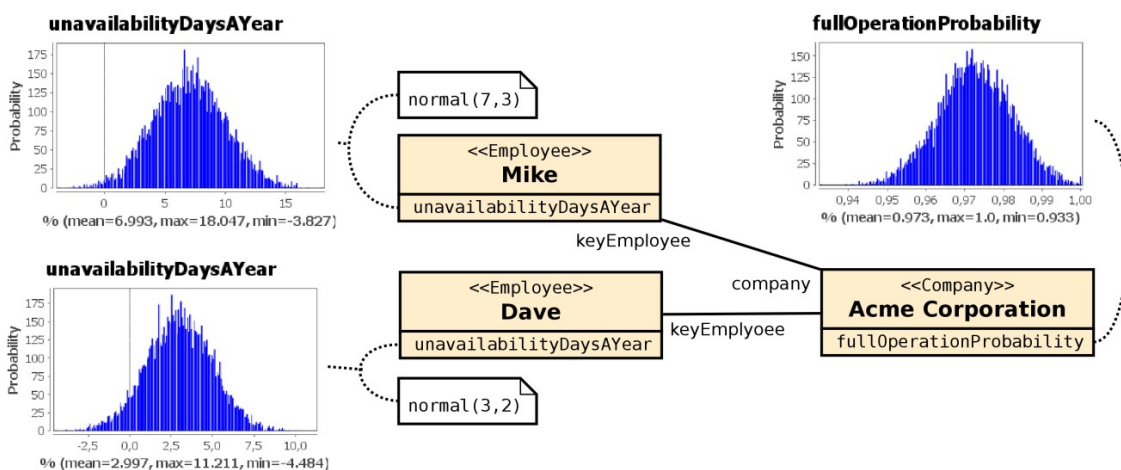 unavailabilityDaysAYear
Probability
175
150
125
100
75
50
25
0
0
5
10
15
% (mean=6.993, max=18.047, min=-3.827)
normal(7,3)
<<Employee>>
Mike
unavailabilityDaysAYear
keyEmployee
fullOperationProbability
Probability
150
125
100
75
50
25
0
0,94
0,95
0,96
0,97
0,98
0,99
1,00
% (mean=0.973, max=1.0, min=0.933)
unavailabilityDaysAYear
Probability
175
150
125
100
75
50
25
0
-2,5
0,0
2,5
5,0
7,5
10,0
% (mean=2.997, max=11.211, min=-4.484)
<<Employee>>
Dave
unavailabilityDaysAYear
normal(3,2)
company
keyEmplyoee
<<Company>>
Acme Corporation
fullOperationProbability